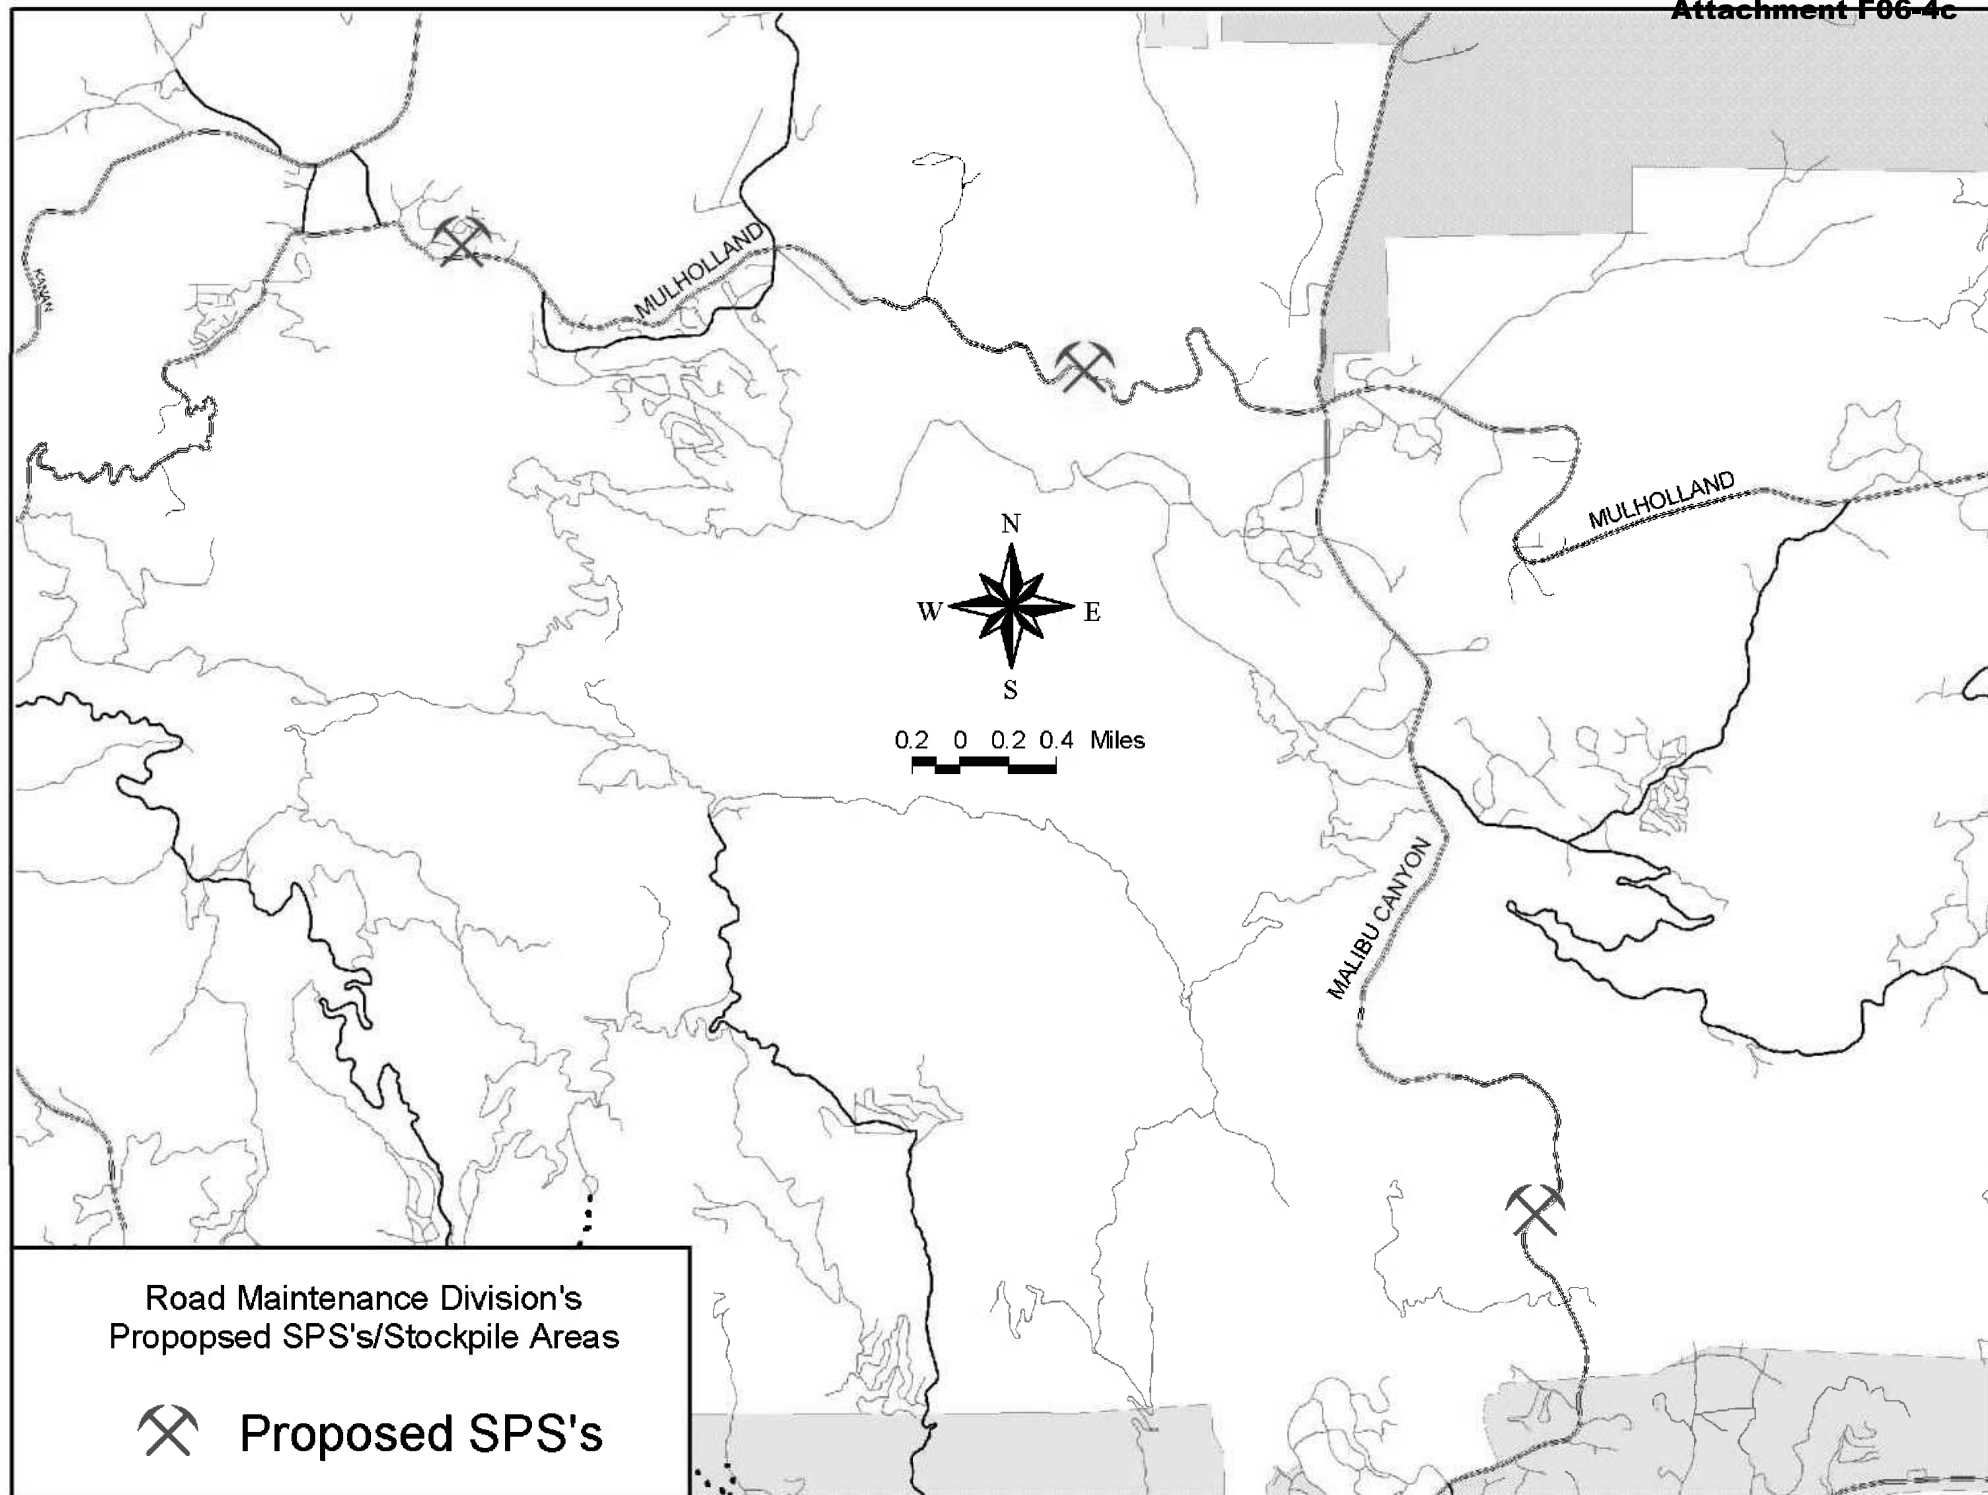 Attachment F06-4c
KANAN
MULHOLLAND
MULHOLLAND
N
W E
S
0.2 0 0.2 0.4 Miles
MALIBU CANYON
Road Maintenance Division's
Propopsed SPS's/Stockpile Areas
Proposed SPS's